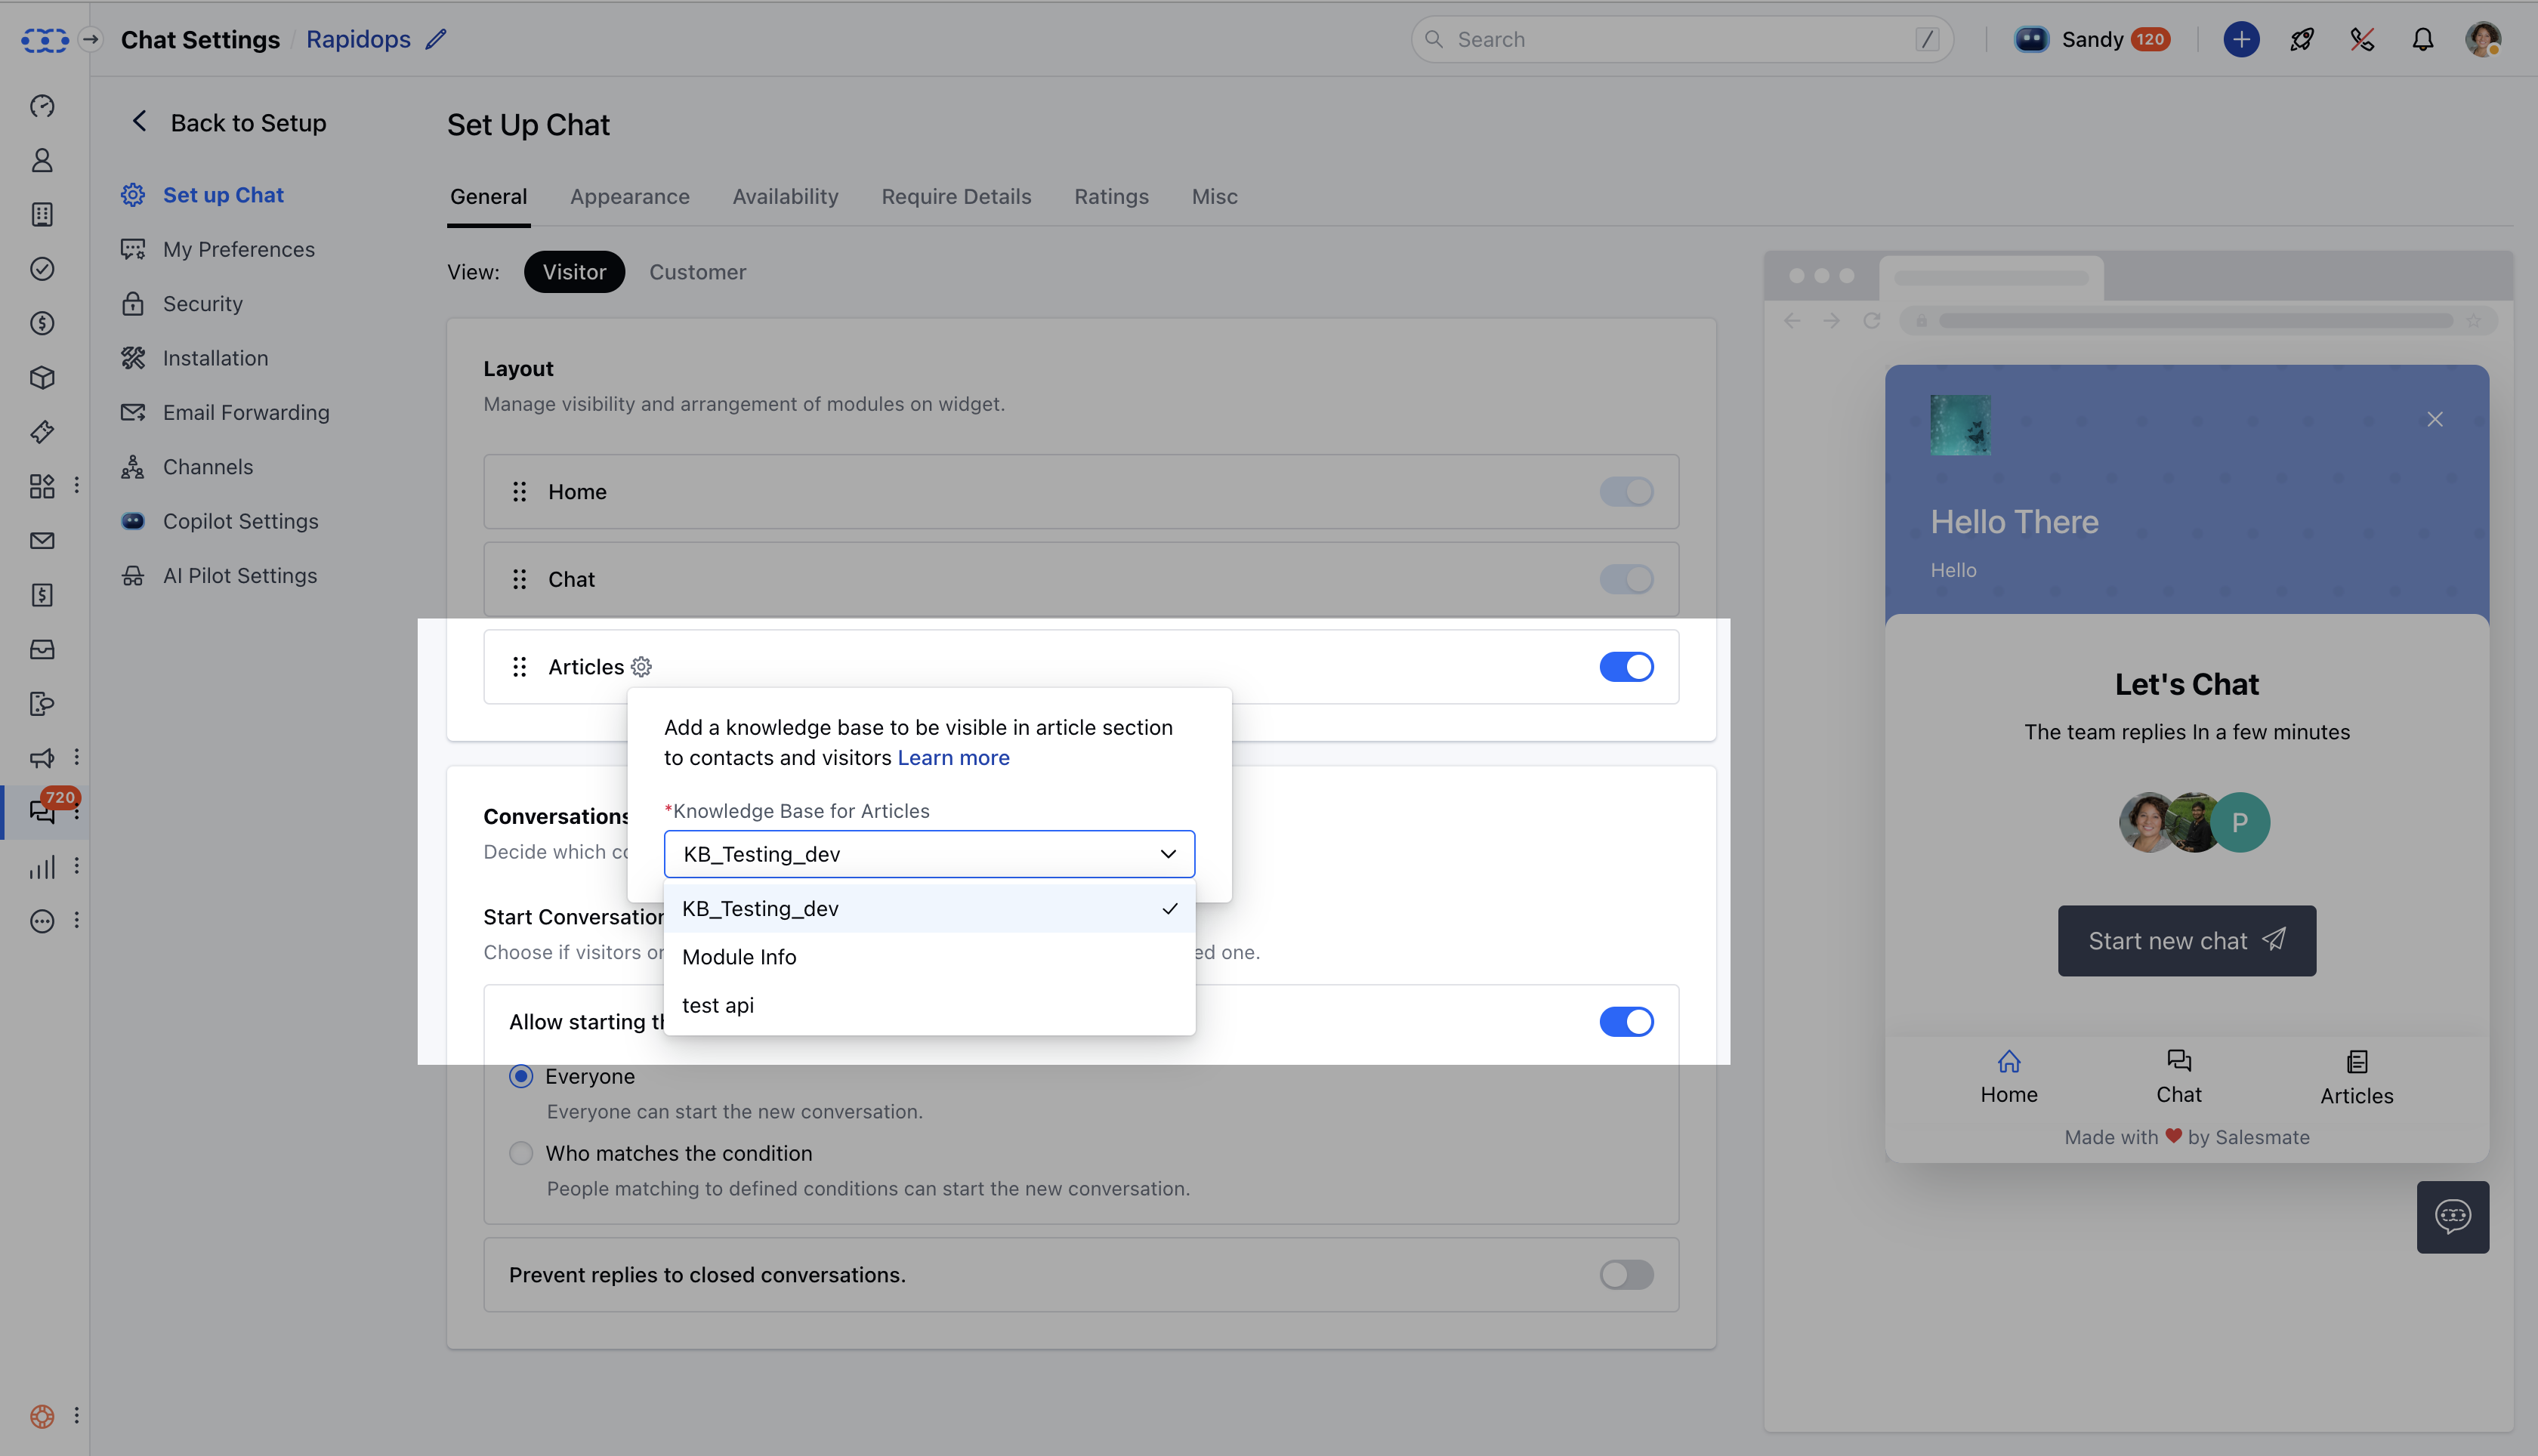 Chat Settings / Rapidops
Search /
Sandy 120
Back to Setup
Set up Chat
My Preferences
Security
Installation
Email Forwarding
Channels
Copilot Settings
AI Pilot Settings
720
Set Up Chat
General Appearance Availability Require Details Ratings Misc
View: Visitor Customer
Layout
Manage visibility and arrangement of modules on widget.
Home
Chat
Articles
Add a knowledge base to be visible in article section
to contacts and visitors Learn more
*Knowledge Base for Articles
KB_Testing_dev
KB_Testing_dev
Module Info
test api
Conversations
Decide which
Start Conversation
Choose if visitors or ed one.
Allow starting
Everyone
Everyone can start the new conversation.
Who matches the condition
People matching to defined conditions can start the new conversation.
Prevent replies to closed conversations.
Hello There
Hello
Let's Chat
The team replies In a few minutes
P
Start new chat
Home Chat Articles
Made with ❤ by Salesmate